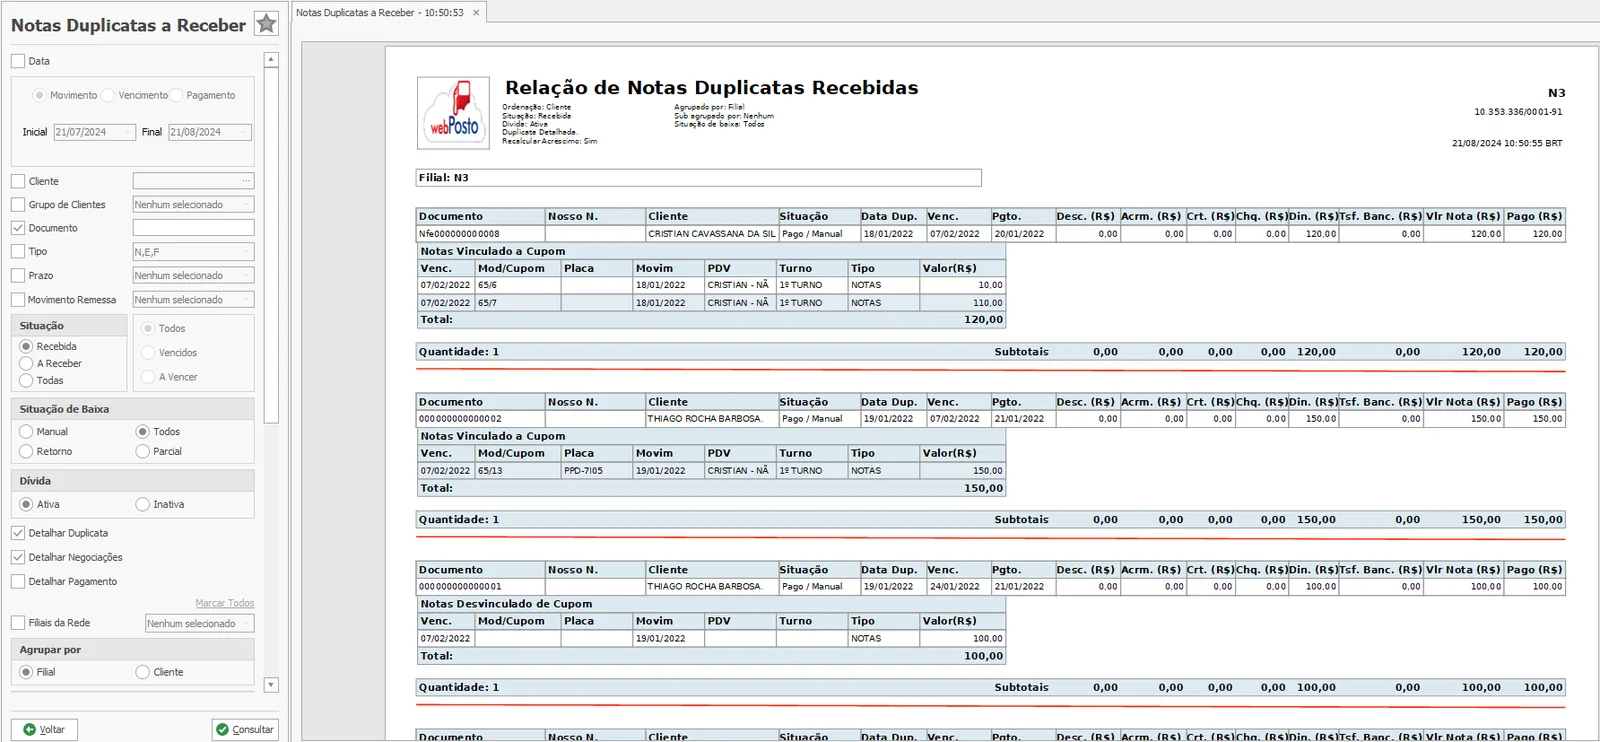 Notas Duplicatas a Receber
Data
Movimento Vencimento Pagamento
Inicial 21/07/2024 Final 21/08/2024
Cliente ...
Grupo de Clientes Nenhum selecionado
Documento
Tipo N,E,F
Prazo Nenhum selecionado
Movimento Remessa Nenhum selecionado
Situação
Recebida
A Receber
Todas
Todos
Vencidos
A Vencer
Situação de Baixa
Manual Todos
Retorno Parcial
Dívida
Ativa Inativa
Detalhar Duplicata
Detalhar Negociações
Detalhar Pagamento
Marcar Todos
Filiais da Rede Nenhum selecionado
Agrupar por
Filial Cliente
Voltar Consultar
Notas Duplicatas a Receber - 10:50:53 ×
webPosto
Relação de Notas Duplicatas Recebidas
Ordenação: Cliente
Situação: Recebida
Dívida: Ativa
Duplicata Detalhada.
Recalcular Acréscimo: Sim
Agrupado por: Filial
Sub agrupado por: Nenhum
Situação de baixa: Todos
N3
10.353.336/0001-91
21/08/2024 10:50:55 BRT
Filial: N3
Documento Nosso N. Cliente Situação Data Dup. Venc. Pgto. Desc. (R$) Acrm. (R$) Crt. (R$) Chq. (R$) Din. (R$) Tsf. Banc. (R$) Vlr Nota (R$) Pago (R$)
Nfe000000000008 CRISTIAN CAVASSANA DA SIL Pago / Manual 18/01/2022 07/02/2022 20/01/2022 0,00 0,00 0,00 0,00 120,00 0,00 120,00 120,00
Notas Vinculado a Cupom
Venc. Mod/Cupom Placa Movim PDV Turno Tipo Valor(R$)
07/02/2022 65/6 18/01/2022 CRISTIAN - NÃ 1º TURNO NOTAS 10,00
07/02/2022 65/7 18/01/2022 CRISTIAN - NÃ 1º TURNO NOTAS 110,00
Total: 120,00
Quantidade: 1 Subtotais 0,00 0,00 0,00 0,00 120,00 0,00 120,00 120,00
Documento Nosso N. Cliente Situação Data Dup. Venc. Pgto. Desc. (R$) Acrm. (R$) Crt. (R$) Chq. (R$) Din. (R$) Tsf. Banc. (R$) Vlr Nota (R$) Pago (R$)
000000000000002 THIAGO ROCHA BARBOSA. Pago / Manual 19/01/2022 07/02/2022 21/01/2022 0,00 0,00 0,00 0,00 150,00 0,00 150,00 150,00
Notas Vinculado a Cupom
Venc. Mod/Cupom Placa Movim PDV Turno Tipo Valor(R$)
07/02/2022 65/13 PPD-7I05 19/01/2022 CRISTIAN - NÃ 1º TURNO NOTAS 150,00
Total: 150,00
Quantidade: 1 Subtotais 0,00 0,00 0,00 0,00 150,00 0,00 150,00 150,00
Documento Nosso N. Cliente Situação Data Dup. Venc. Pgto. Desc. (R$) Acrm. (R$) Crt. (R$) Chq. (R$) Din. (R$) Tsf. Banc. (R$) Vlr Nota (R$) Pago (R$)
000000000000001 THIAGO ROCHA BARBOSA. Pago / Manual 19/01/2022 24/01/2022 21/01/2022 0,00 0,00 0,00 0,00 100,00 0,00 100,00 100,00
Notas Desvinculado de Cupom
Venc. Mod/Cupom Placa Movim PDV Turno Tipo Valor(R$)
07/02/2022 19/01/2022 NOTAS 100,00
Total: 100,00
Quantidade: 1 Subtotais 0,00 0,00 0,00 0,00 100,00 0,00 100,00 100,00
Documento Nosso N. Cliente Situação Data Dup. Venc. Pgto. Desc. (R$) Acrm. (R$) Crt. (R$) Chq. (R$) Din. (R$) Tsf. Banc. (R$) Vlr Nota (R$) Pago (R$)